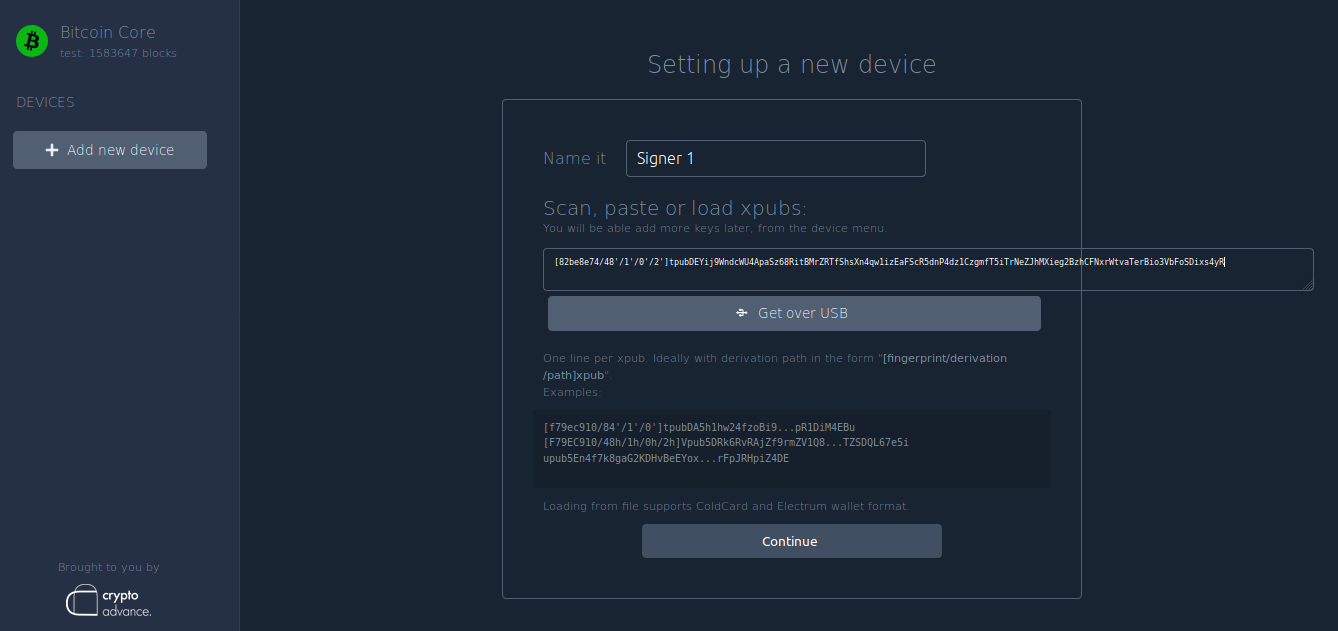 Bitcoin Core
test: 1583647 blocks
DEVICES
Add new device
Brought to you by
crypto
advance.
Setting up a new device
Name it
Signer 1
Scan, paste or load xpubs:
You will be able add more keys later, from the device menu.
[82be8e74/48'/1'/0'/2']tpubDEYij9WndcWU4ApaSz68RitBMrZRTfShsXn4qw1izEaFScR5dnP4dz1CzgmfT5iTrNeZJhMXieg2BzhCFNxrWtvaTerBio3VbFoSDixs4yR
Get over USB
One line per xpub. Ideally with derivation path in the form "[fingerprint/derivation
/path]xpub".
Examples:
[f79ec910/84'/1'/0']tpubDA5h1hw24fzoBi9...pR1DiM4EBu
[F79EC910/48h/1h/0h/2h]Vpub5DRk6RvRAjZf9rmZV1Q8...TZSDQL67e5i
upub5En4f7k8gaG2KDHvBeEYox...rFpJRHpiZ4DE
Loading from file supports ColdCard and Electrum wallet format.
Continue